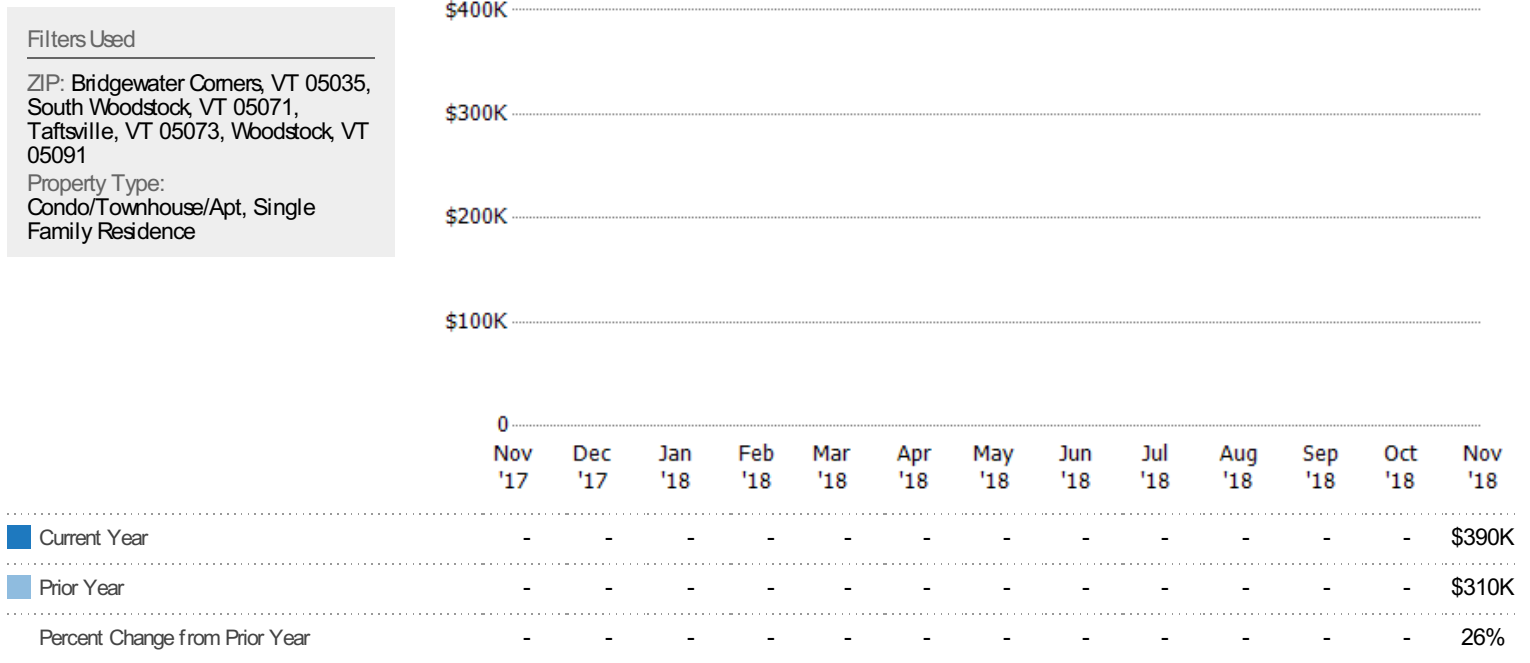 Filters Used
ZIP: Bridgewater Corners, VT 05035,
South Woodstock, VT 05071,
Taftsville, VT 05073, Woodstock, VT
05091
Property Type:
Condo/Townhouse/Apt, Single
Family Residence
$400K
$300K
$200K
$100K
0
Nov Dec Jan Feb Mar Apr May Jun Jul Aug Sep Oct Nov
'17 '17 '18 '18 '18 '18 '18 '18 '18 '18 '18 '18 '18
Current Year - - - - - - - - - - - - $390K
Prior Year - - - - - - - - - - - - $310K
Percent Change from Prior Year - - - - - - - - - - - - 26%